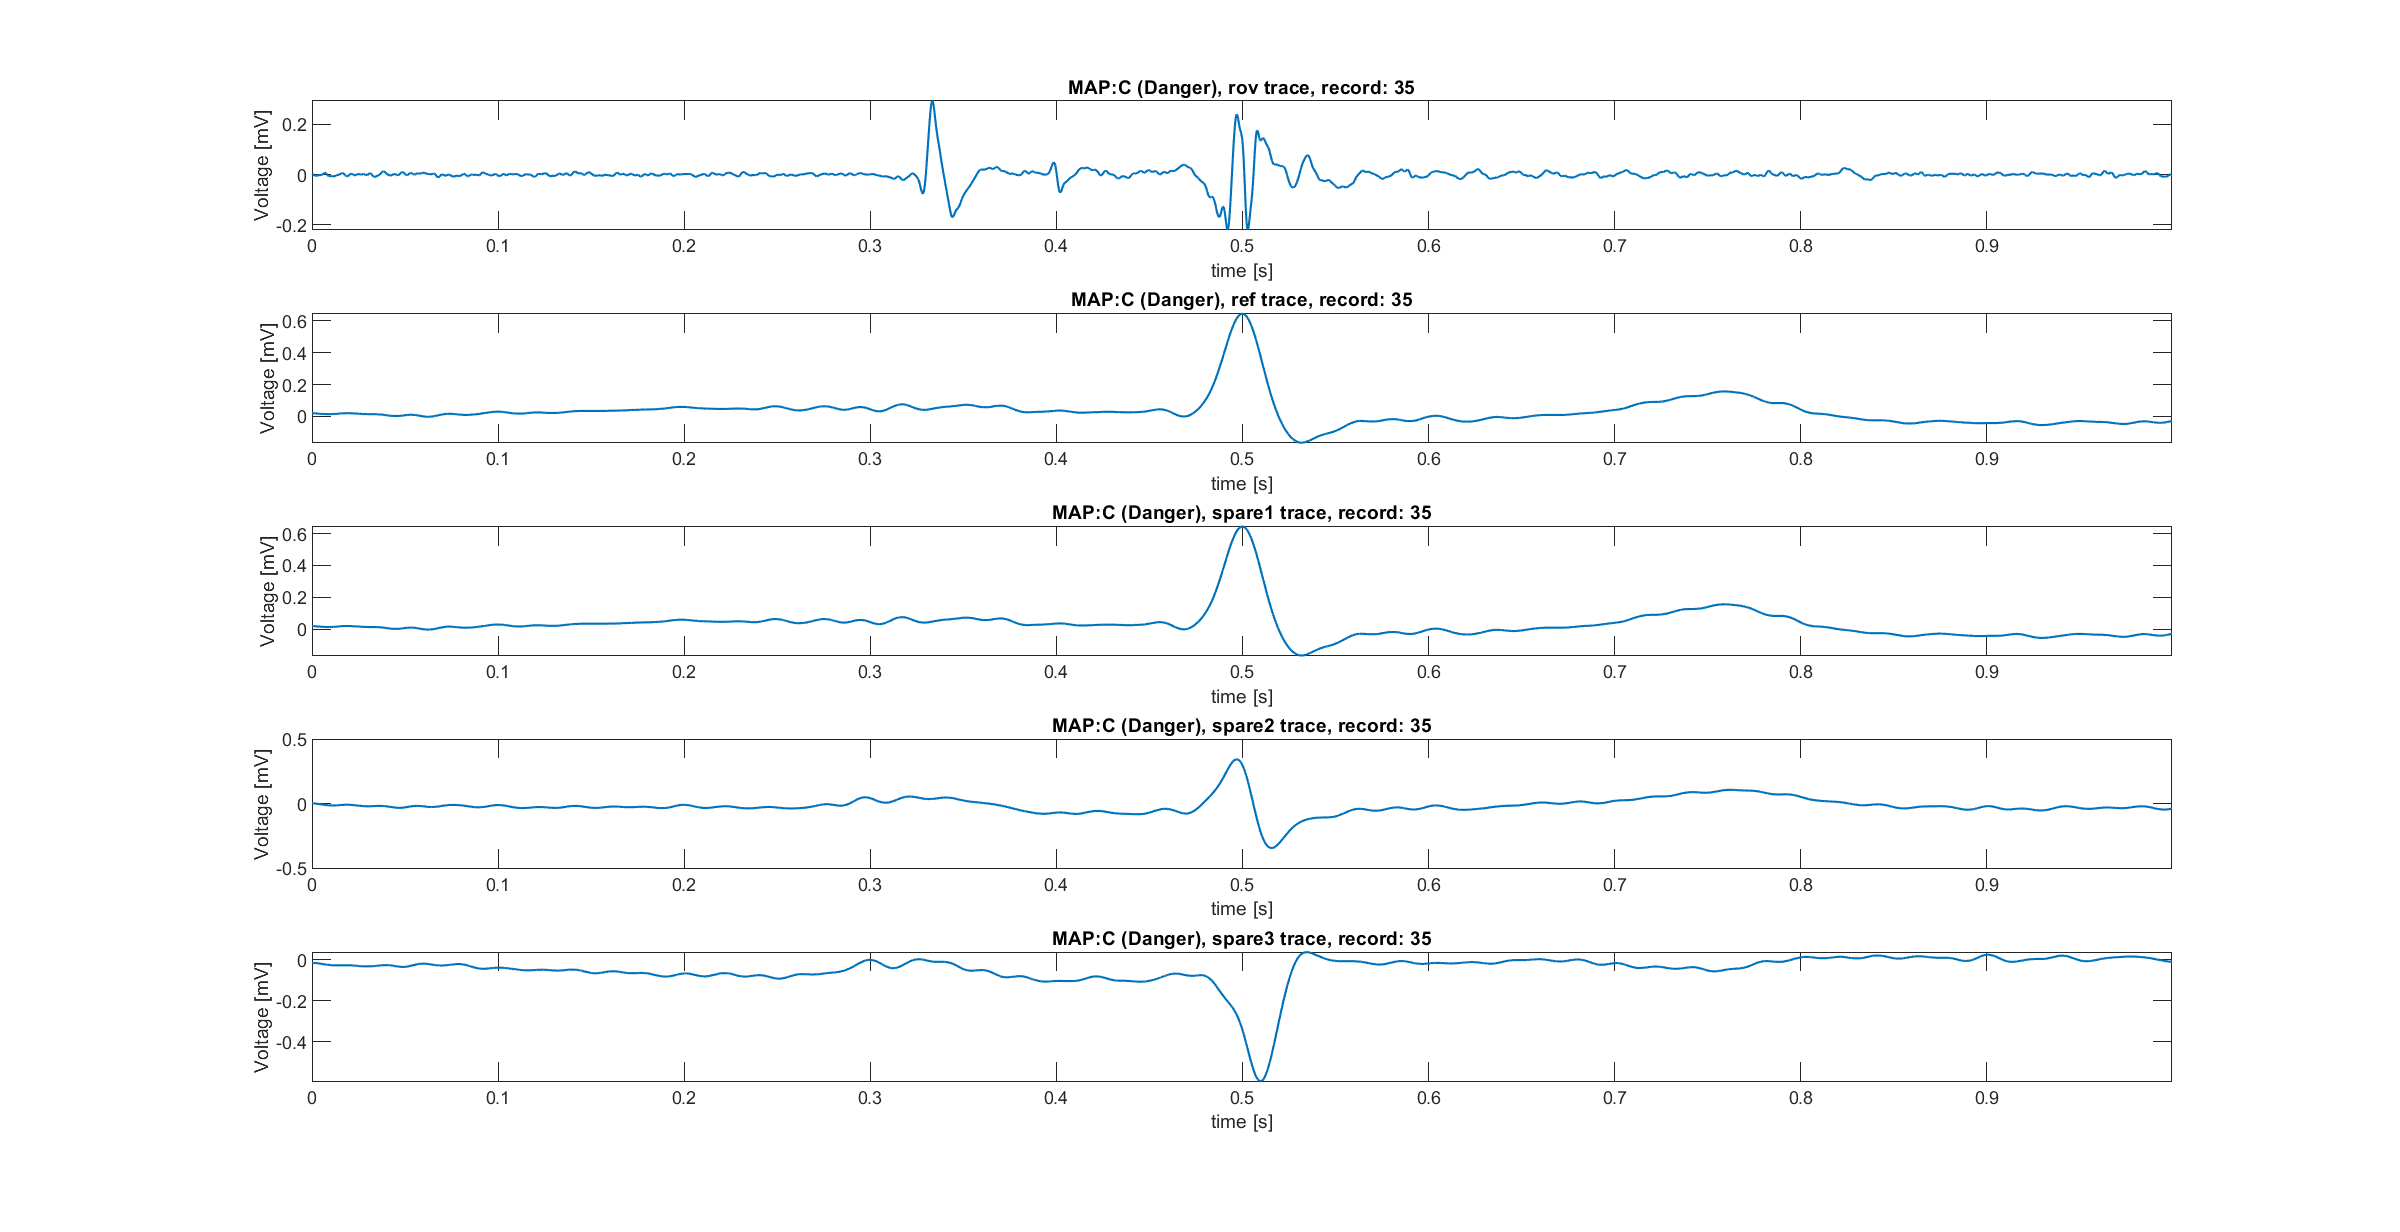 MAP:C (Danger), rov trace, record: 35
Voltage [mV]
0.2
0
-0.2
0 0.1 0.2 0.3 0.4 0.5 0.6 0.7 0.8 0.9
time [s]
MAP:C (Danger), ref trace, record: 35
Voltage [mV]
0.6
0.4
0.2
0
0 0.1 0.2 0.3 0.4 0.5 0.6 0.7 0.8 0.9
time [s]
MAP:C (Danger), spare1 trace, record: 35
Voltage [mV]
0.6
0.4
0.2
0
0 0.1 0.2 0.3 0.4 0.5 0.6 0.7 0.8 0.9
time [s]
MAP:C (Danger), spare2 trace, record: 35
Voltage [mV]
0.5
0
-0.5
0 0.1 0.2 0.3 0.4 0.5 0.6 0.7 0.8 0.9
time [s]
MAP:C (Danger), spare3 trace, record: 35
Voltage [mV]
0
-0.2
-0.4
0 0.1 0.2 0.3 0.4 0.5 0.6 0.7 0.8 0.9
time [s]